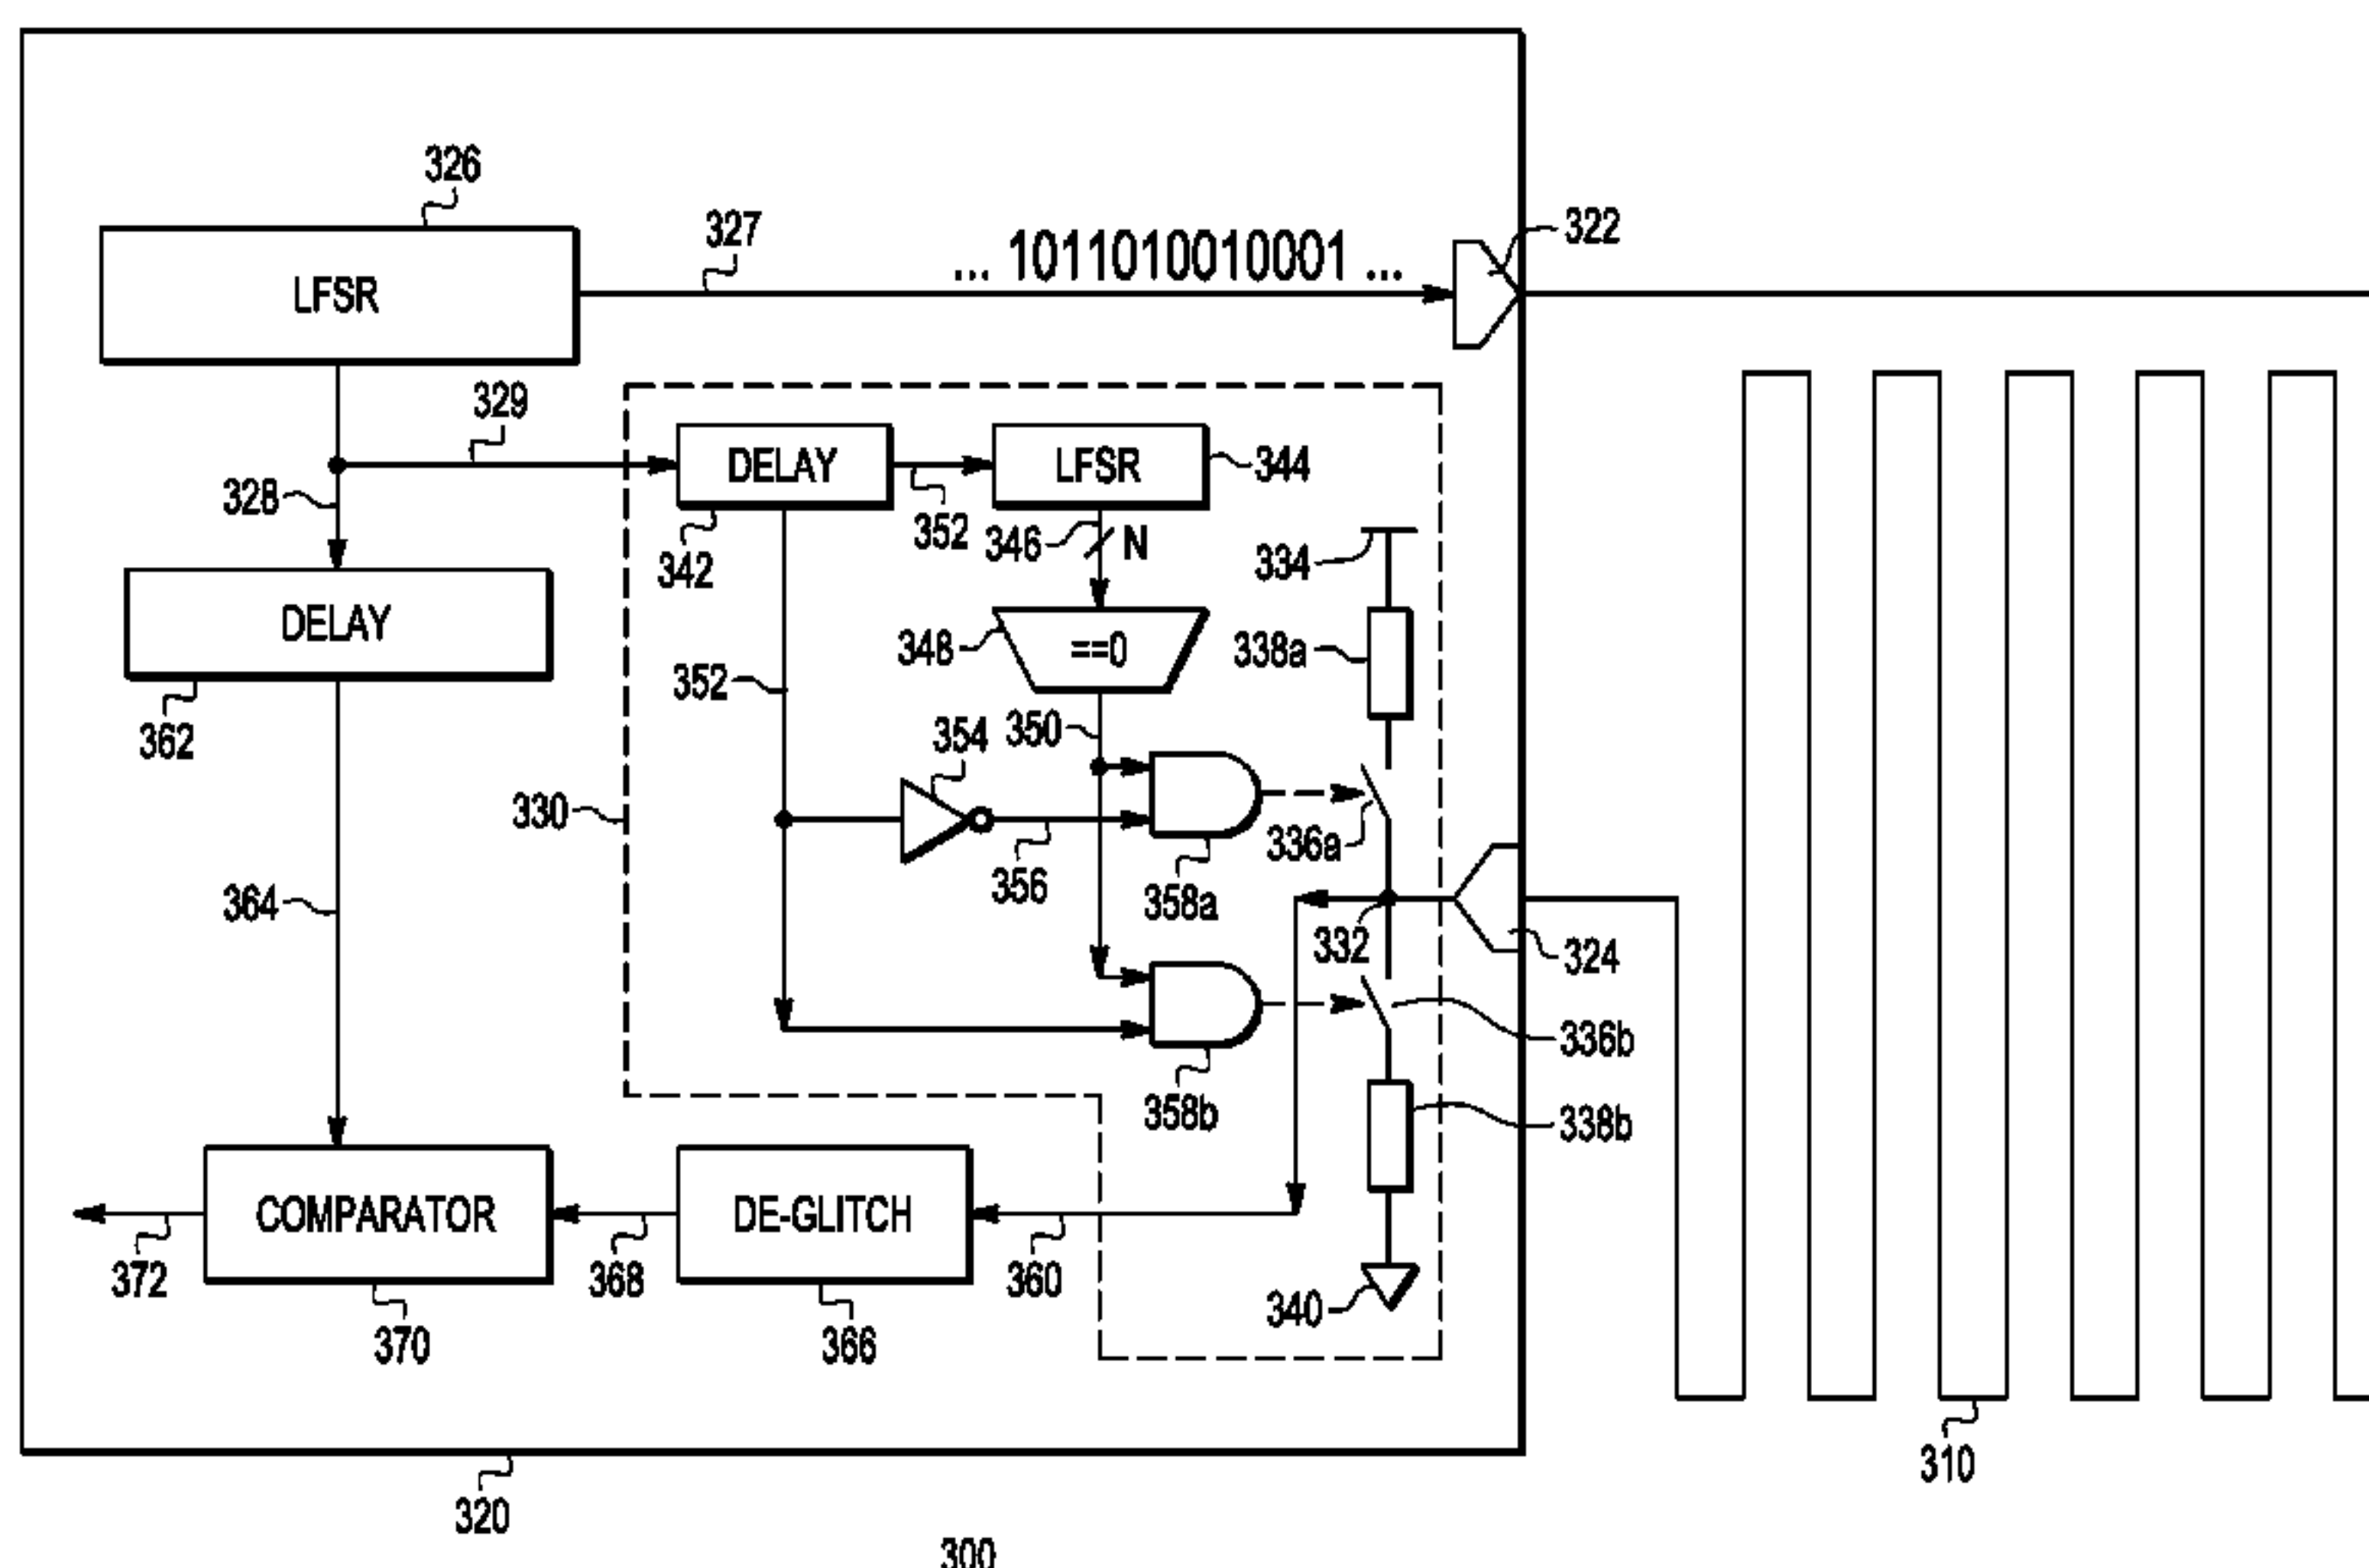 326
327
... 1011010010001 ...
322
LFSR
329
328
DELAY
LFSR
344
352
346
N
342
334
DELAY
348
==0
338a
352
362
354
350
330
336a
356
358a
364
332
324
336b
358b
338b
COMPARATOR
DE-GLITCH
372
368
360
340
370
366
310
320
300